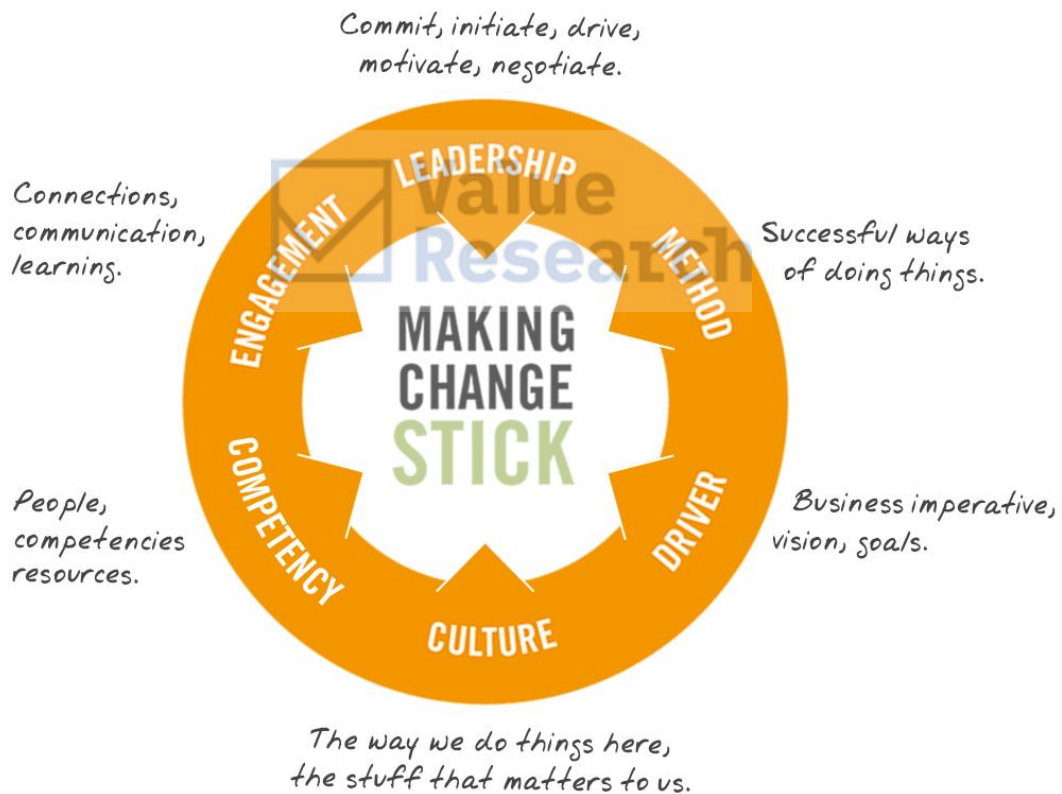 Commit, initiate, drive,
motivate, negotiate.
LEADERSHIP
Value
Research
Connections,
communication,
learning.
ENGAGEMENT
METHOD
Successful ways
of doing things.
MAKING
CHANGE
STICK
People,
competencies
resources.
COMPETENCY
DRIVER
Business imperative,
vision, goals.
CULTURE
The way we do things here,
the stuff that matters to us.